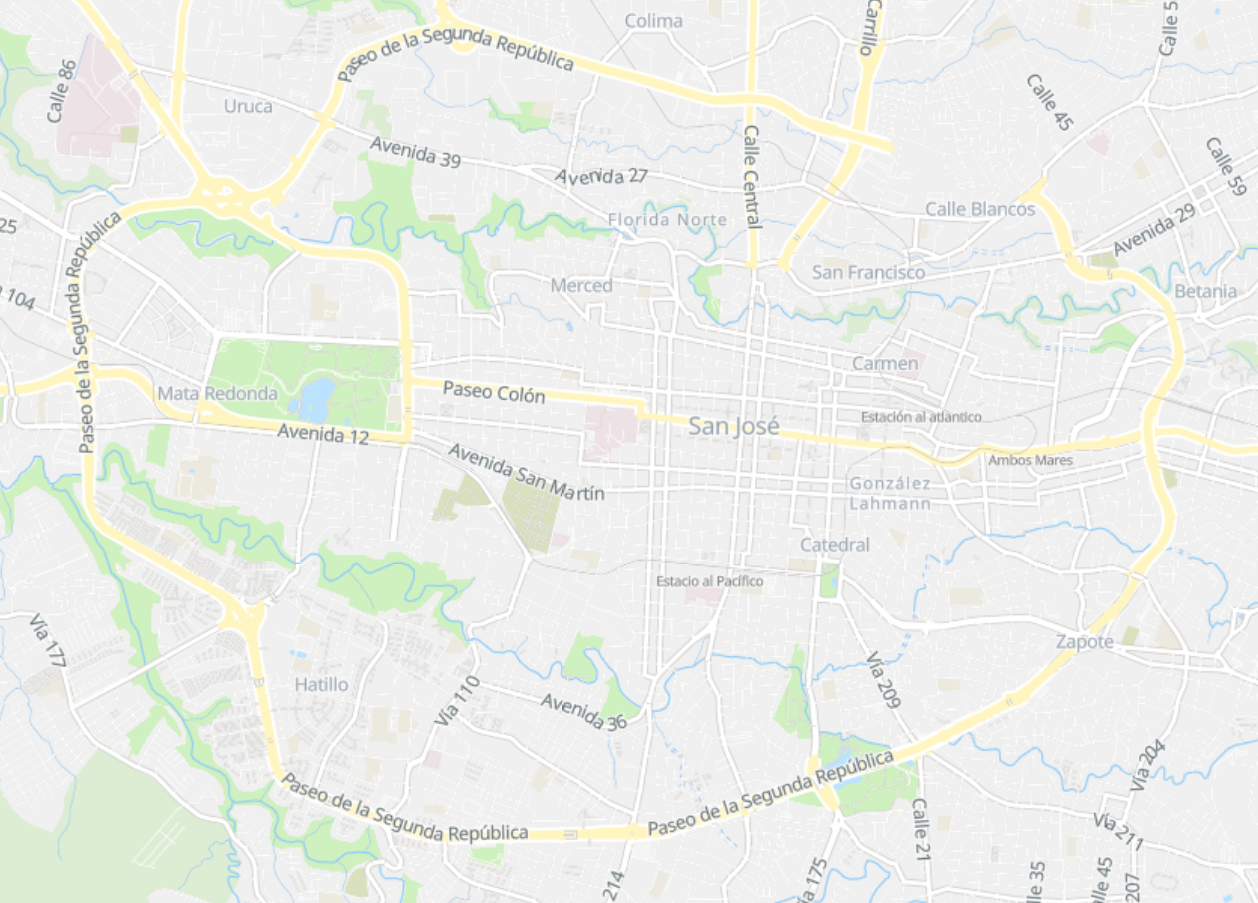 Colima
Carrillo
Calle 5
Paseo de la Segunda República
Calle 86
Uruca
Calle 45
Avenida 39
Avenida 27
Calle Central
Calle 59
Florida Norte
Calle Blancos
Avenida 29
25
Paseo de la Segunda República
San Francisco
Merced
Betania
104
Carmen
Mata Redonda
Paseo Colón
Estación al atlantico
San José
Avenida 12
Avenida San Martín
Ambos Mares
González
Lahmann
Catedral
Estacio al Pacífico
Vía 177
Zapote
Hatillo
Vía 209
Vía 110
Avenida 36
Vía 204
Paseo de la Segunda República
Paseo de la Segunda República
Calle 21
Vía 211
214
ía 175
lle 35
lle 45
207